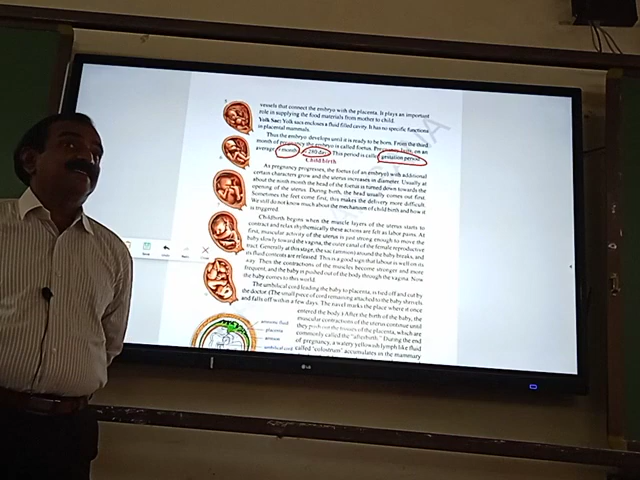 vessels that connect the embryo with the placenta. It plays an important
role in supplying the food materials from mother to child.
Yolk Sac: Yolk sacs encloses a fluid filled cavity. It has no specific functions
in placental mammals.
Thus the embryo develops until it is ready to be born. From the third
month of pregnancy the embryo is called foetus. Pregnancy lasts, on an
average 9 months 280 days. This period is called gestation period.
Child birth
As pregnancy progresses, the foetus (of an embryo) with additional
certain characters grow and the uterus increases in diameter. Usually at
about the ninth month the head of the foetus is turned down towards the
opening of the uterus. During birth, the head usually comes out first.
Sometimes the feet come first, this makes the delivery more difficult.
We still do not know much about the mechanism of child birth and how it
is triggered.
Childbirth begins when the muscle layers of the uterus starts to
contract and relax rhythmically these actions are felt as labor pains. At
first, muscular activity of the uterus is just strong enough to move the
baby slowly toward the vagina, the outer canal of the female reproductive
tract. Generally at this stage, the sac (amnion) around the baby breaks, and
its fluid contents are released. This is a good sign that labour is well on its
way. Then the contractions of the muscles become stronger and more
frequent, and the baby is pushed out of the body through the vagina. Now
the baby comes to this world.
The umbilical cord leading the baby to placenta, is tied off and cut by
the doctor (The small piece of cord remaining attached to the baby shrivels
and falls off within a few days. The navel marks the place where it once
entered the body.) After the birth of the baby, the
muscular contractions of the uterus continue until
they push out the tissues of the placenta, which are
commonly called the "afterbirth." During the end
of pregnancy, a watery yellowish lymph like fluid
called 'colostrum' accumulates in the mammary
amniotic fluid
placenta
amnion
umbilical cord
LG